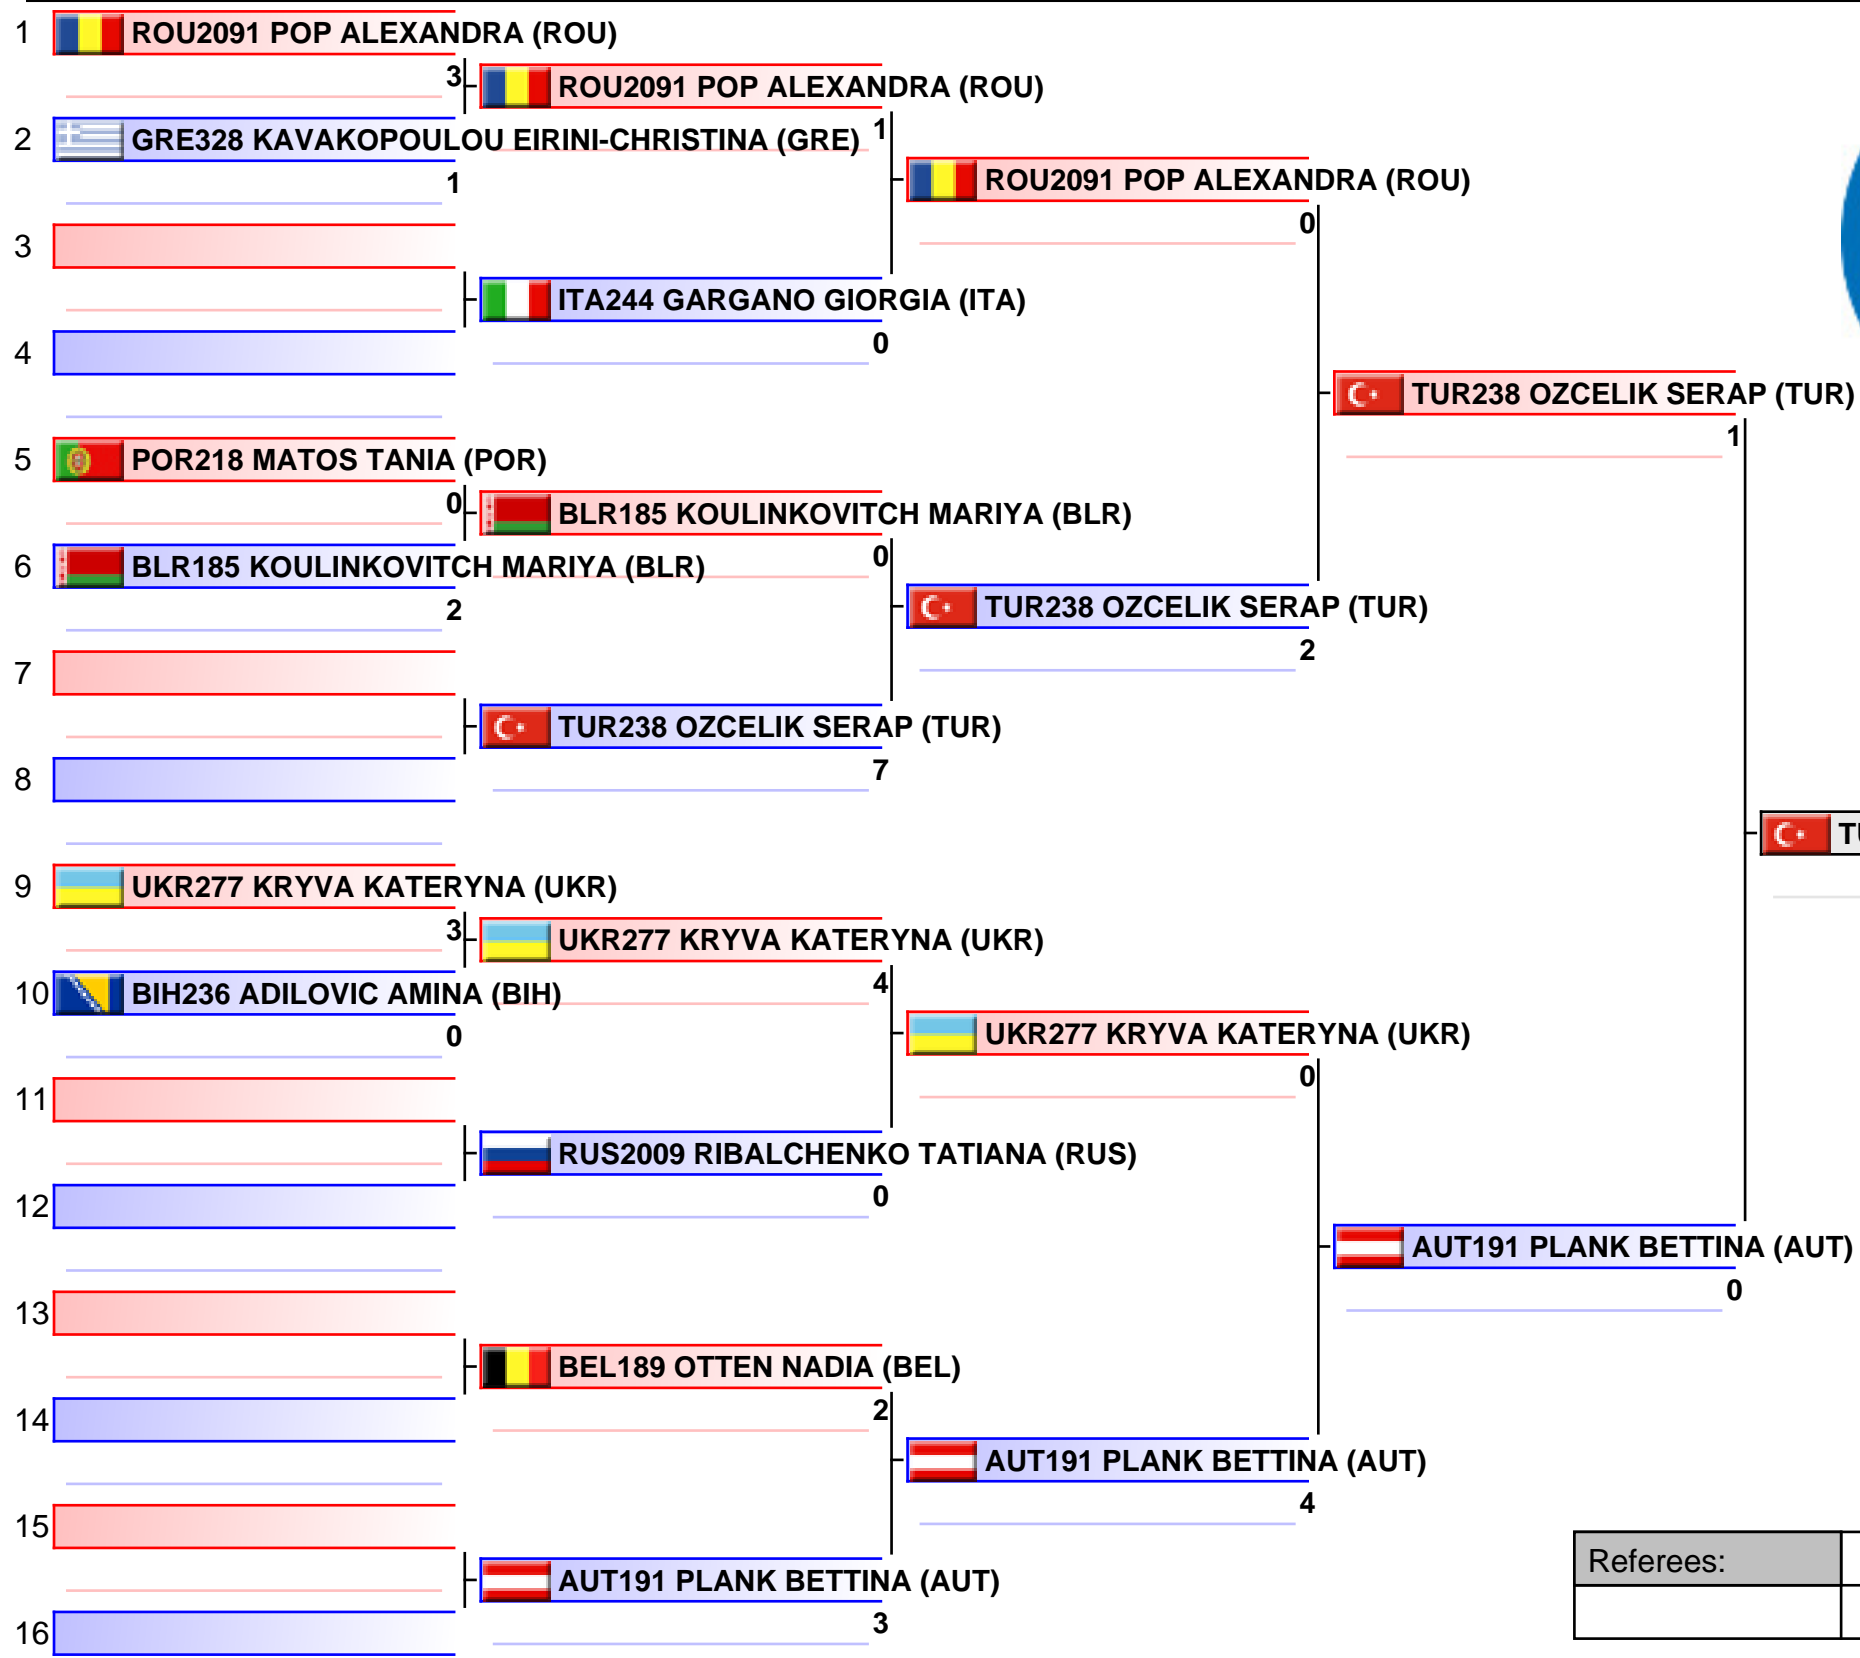 1 ROU2091 POP ALEXANDRA (ROU)
3 ROU2091 POP ALEXANDRA (ROU)
2 GRE328 KAVAKOPOULOU EIRINI-CHRISTINA (GRE) 1
ROU2091 POP ALEXANDRA (ROU)
1
0
3
ITA244 GARGANO GIORGIA (ITA)
4 0
TUR238 OZCELIK SERAP (TUR)
1
5 POR218 MATOS TANIA (POR)
0 BLR185 KOULINKOVITCH MARIYA (BLR)
6 BLR185 KOULINKOVITCH MARIYA (BLR) 0
2 TUR238 OZCELIK SERAP (TUR)
2
7
TUR238 OZCELIK SERAP (TUR)
8 7
9 UKR277 KRYVA KATERYNA (UKR)
3 UKR277 KRYVA KATERYNA (UKR)
10 BIH236 ADILOVIC AMINA (BIH) 4
0 UKR277 KRYVA KATERYNA (UKR)
0
11
RUS2009 RIBALCHENKO TATIANA (RUS)
12 0
AUT191 PLANK BETTINA (AUT)
0
13
BEL189 OTTEN NADIA (BEL)
14 2
AUT191 PLANK BETTINA (AUT)
4
15
Referees:
AUT191 PLANK BETTINA (AUT)
16 3